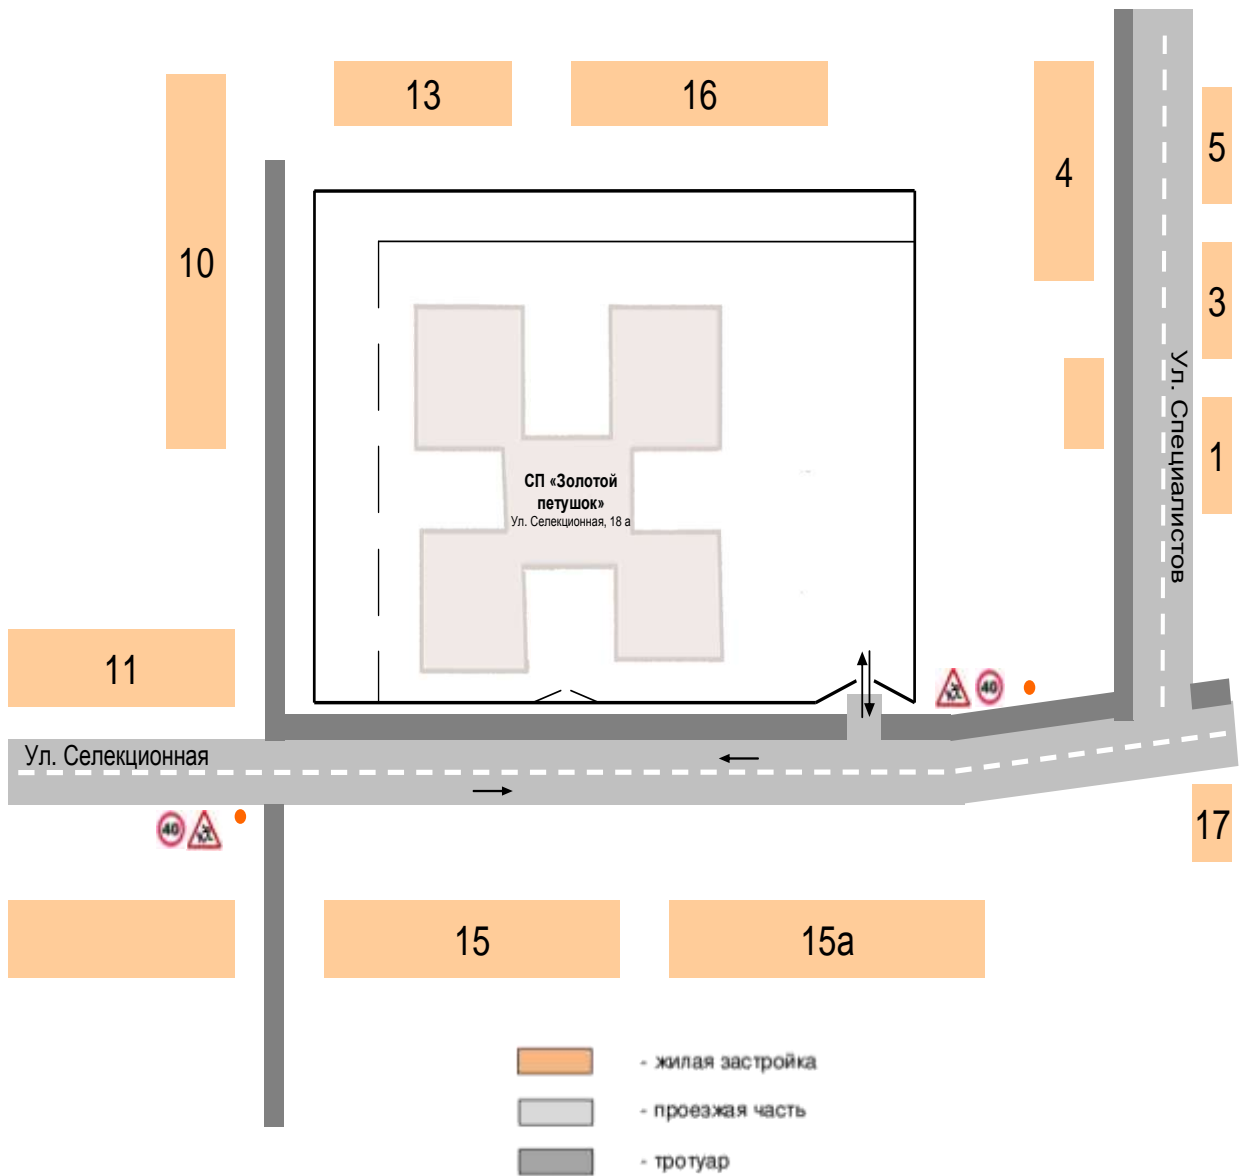 13
16
5
4
10
3
Ул. Специалистов
1
СП «Золотой
петушок»
Ул. Селекционная, 18 а
11
40
Ул. Селекционная
40
17
15
15а
- жилая застройка
- проезжая часть
- тротуар